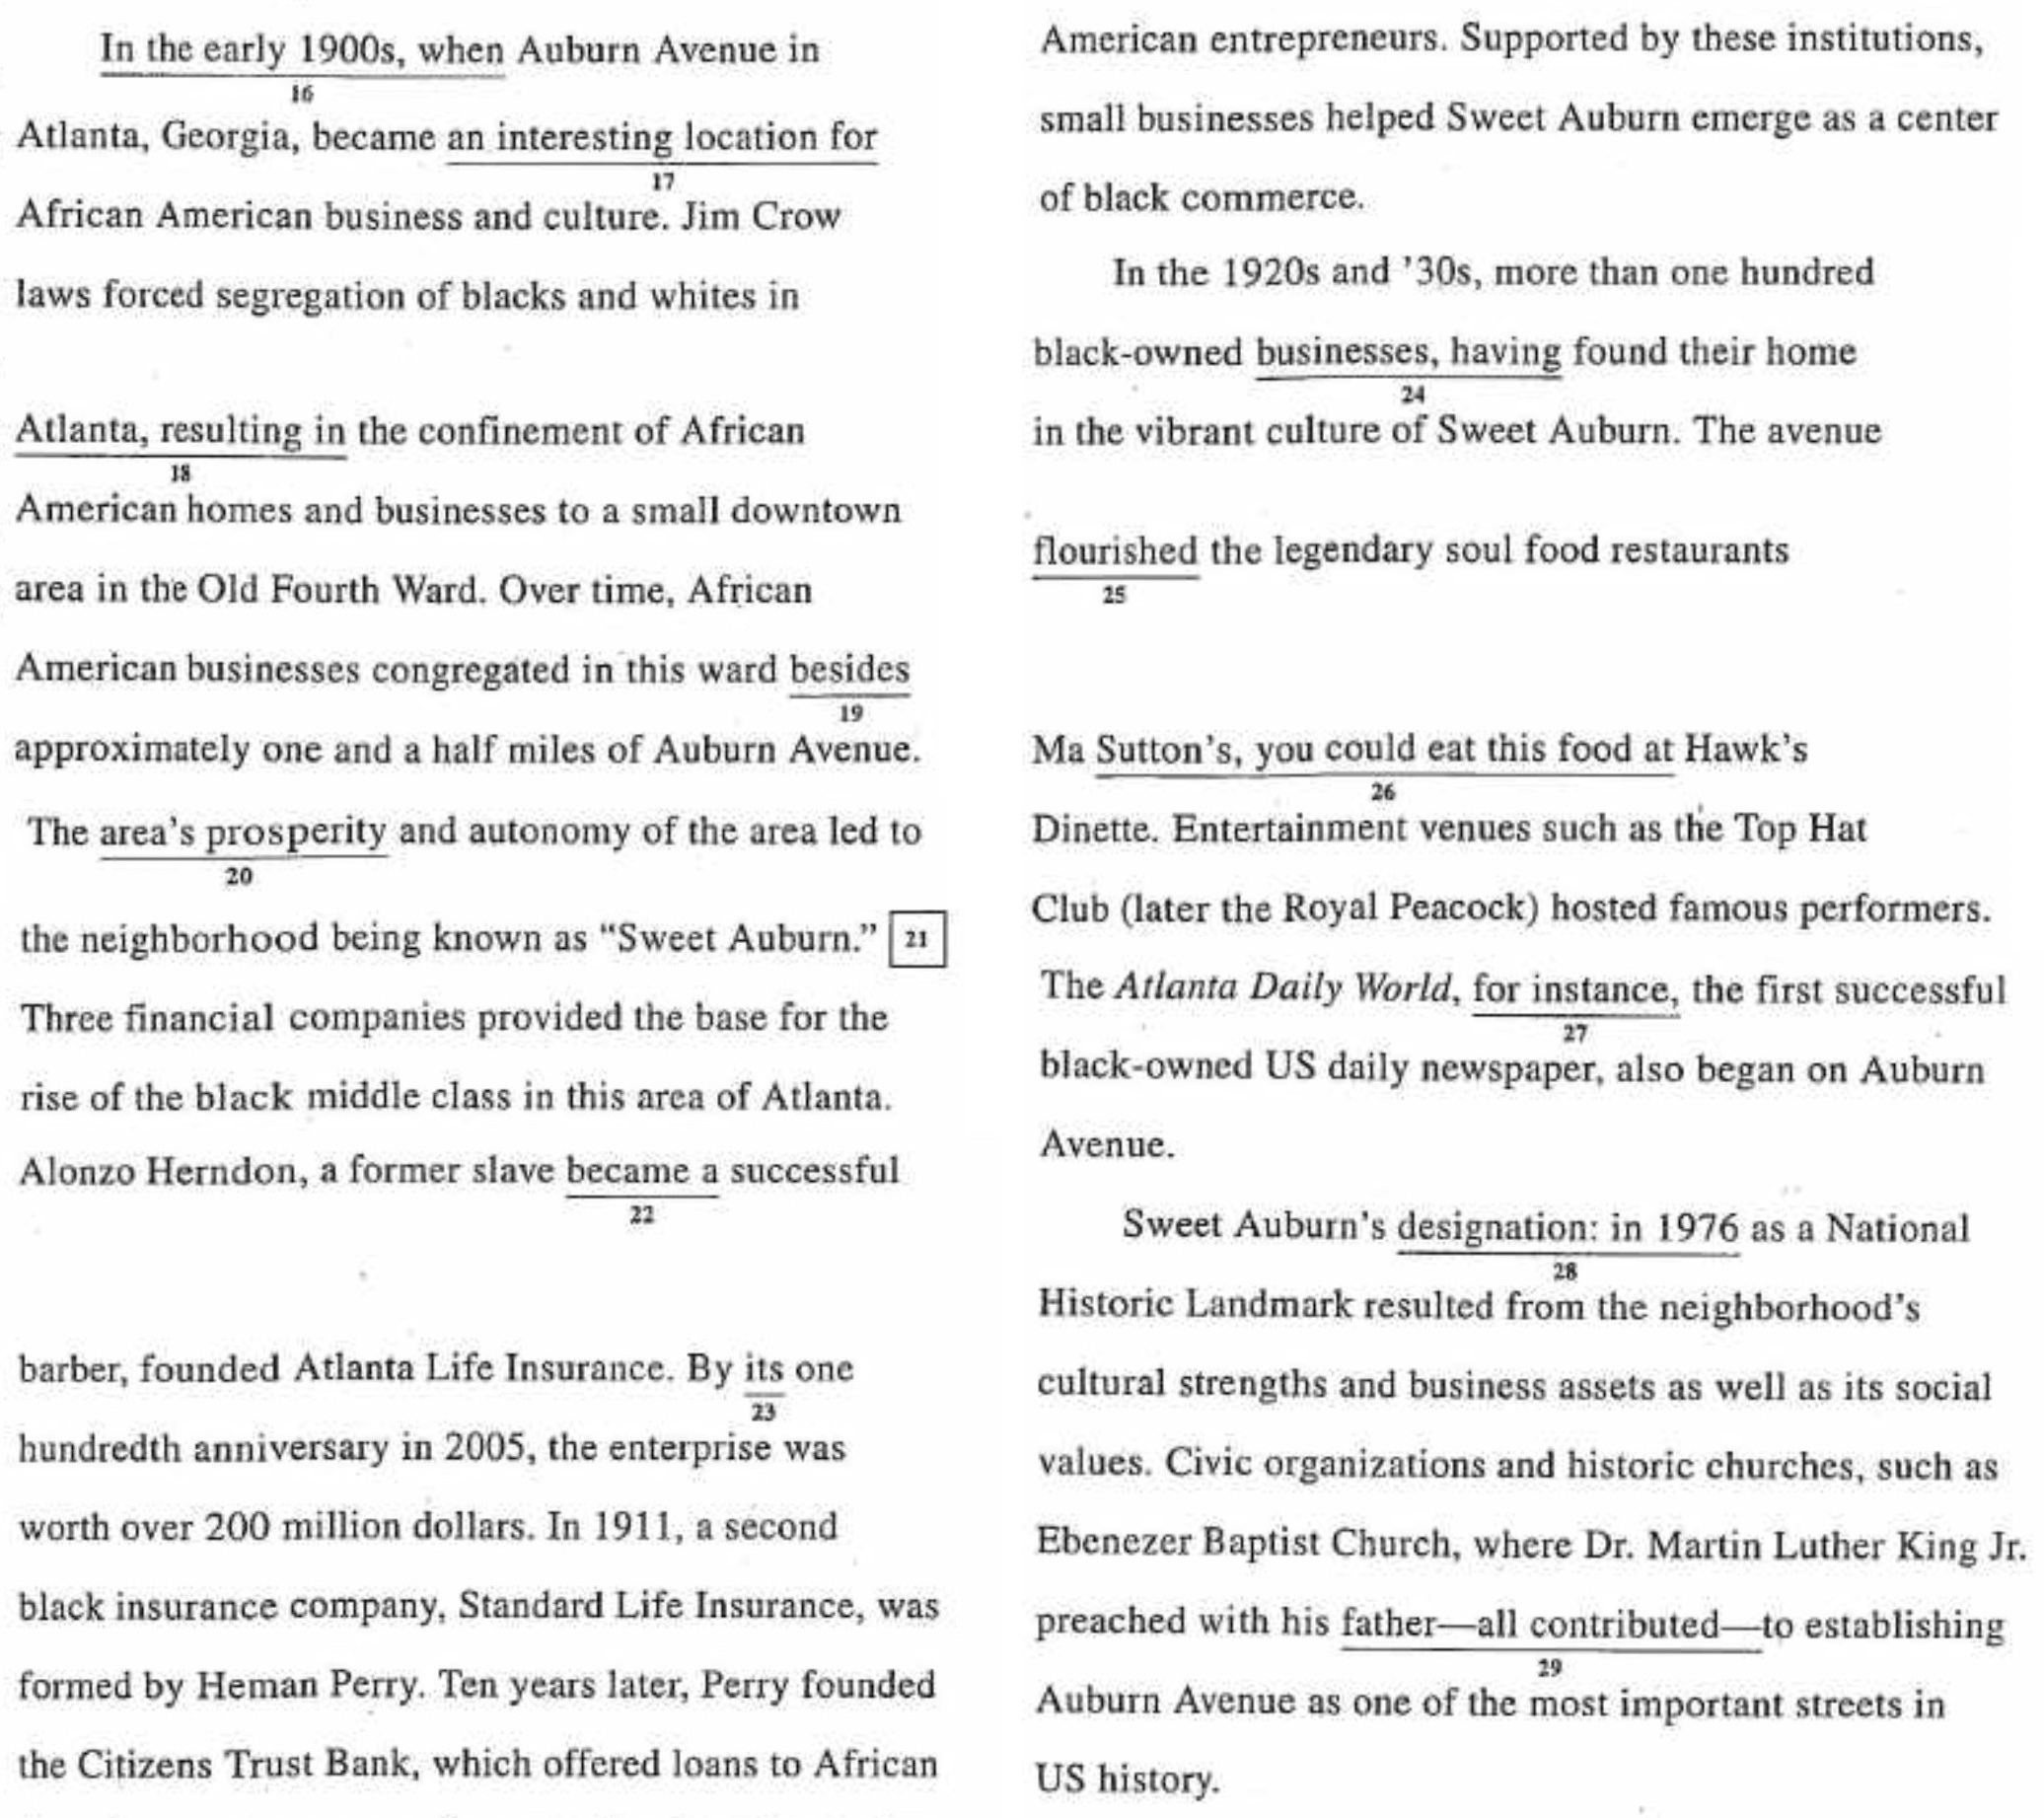 In the early 1900s, when Auburn Avenue in
16
Atlanta, Georgia, became an interesting location for
17
African American business and culture. Jim Crow
laws forced segregation of blacks and whites in
Atlanta, resulting in the confinement of African
18
American homes and businesses to a small downtown
area in the Old Fourth Ward. Over time, African
American businesses congregated in this ward besides
19
approximately one and a half miles of Auburn Avenue.
The area's prosperity and autonomy of the area led to
20
the neighborhood being known as “Sweet Auburn.” 21
Three financial companies provided the base for the
rise of the black middle class in this area of Atlanta.
Alonzo Herndon, a former slave became a successful
22
barber, founded Atlanta Life Insurance. By its one
23
hundredth anniversary in 2005, the enterprise was
worth over 200 million dollars. In 1911, a second
black insurance company, Standard Life Insurance, was
formed by Heman Perry. Ten years later, Perry founded
the Citizens Trust Bank, which offered loans to African
American entrepreneurs. Supported by these institutions,
small businesses helped Sweet Auburn emerge as a center
of black commerce.
In the 1920s and ’30s, more than one hundred
black-owned businesses, having found their home
24
in the vibrant culture of Sweet Auburn. The avenue
flourished the legendary soul food restaurants
25
Ma Sutton's, you could eat this food at Hawk's
26
Dinette. Entertainment venues such as the Top Hat
Club (later the Royal Peacock) hosted famous performers.
The Atlanta Daily World, for instance, the first successful
27
black-owned US daily newspaper, also began on Auburn
Avenue.
Sweet Auburn's designation: in 1976 as a National
28
Historic Landmark resulted from the neighborhood's
cultural strengths and business assets as well as its social
values. Civic organizations and historic churches, such as
Ebenezer Baptist Church, where Dr. Martin Luther King Jr.
preached with his father—all contributed—to establishing
29
Auburn Avenue as one of the most important streets in
US history.